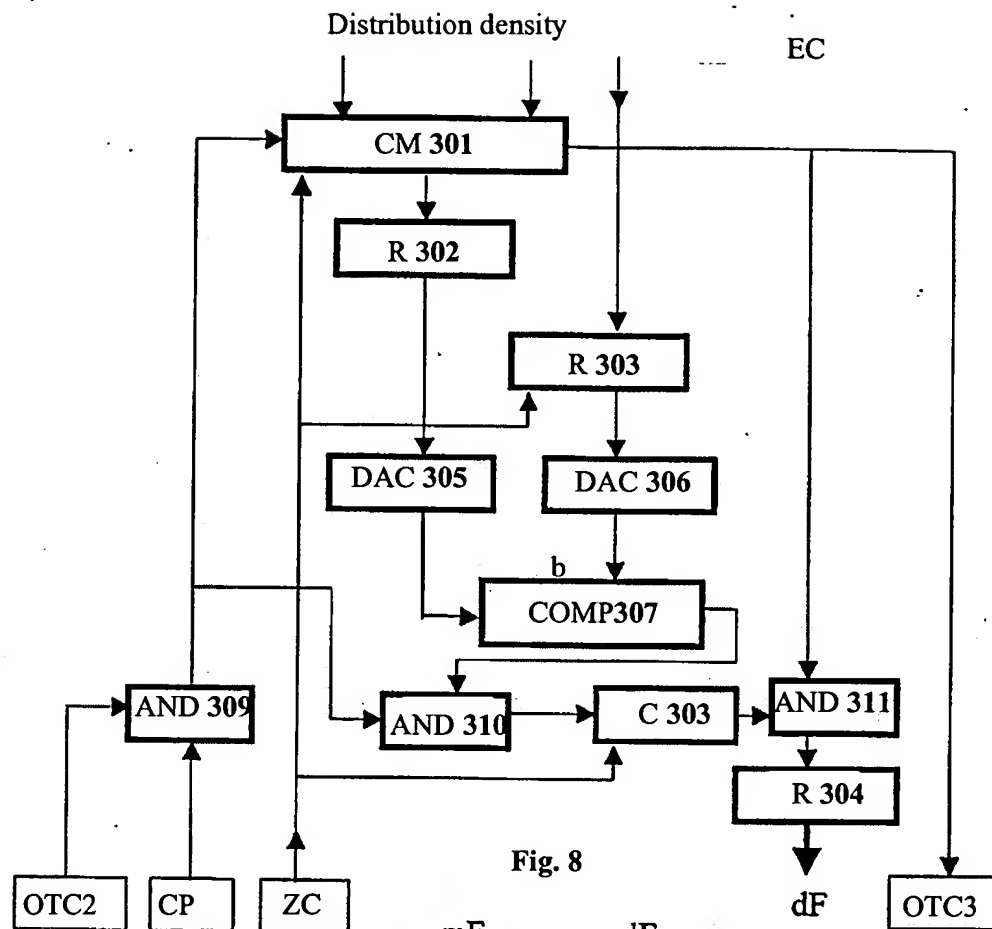 Distribution density
EC
CM 301
R 302
R 303
DAC 305
DAC 306
b
COMP307
AND 309
AND 310
C 303
AND 311
R 304
Fig. 8
dF
OTC2
CP
ZC
OTC3